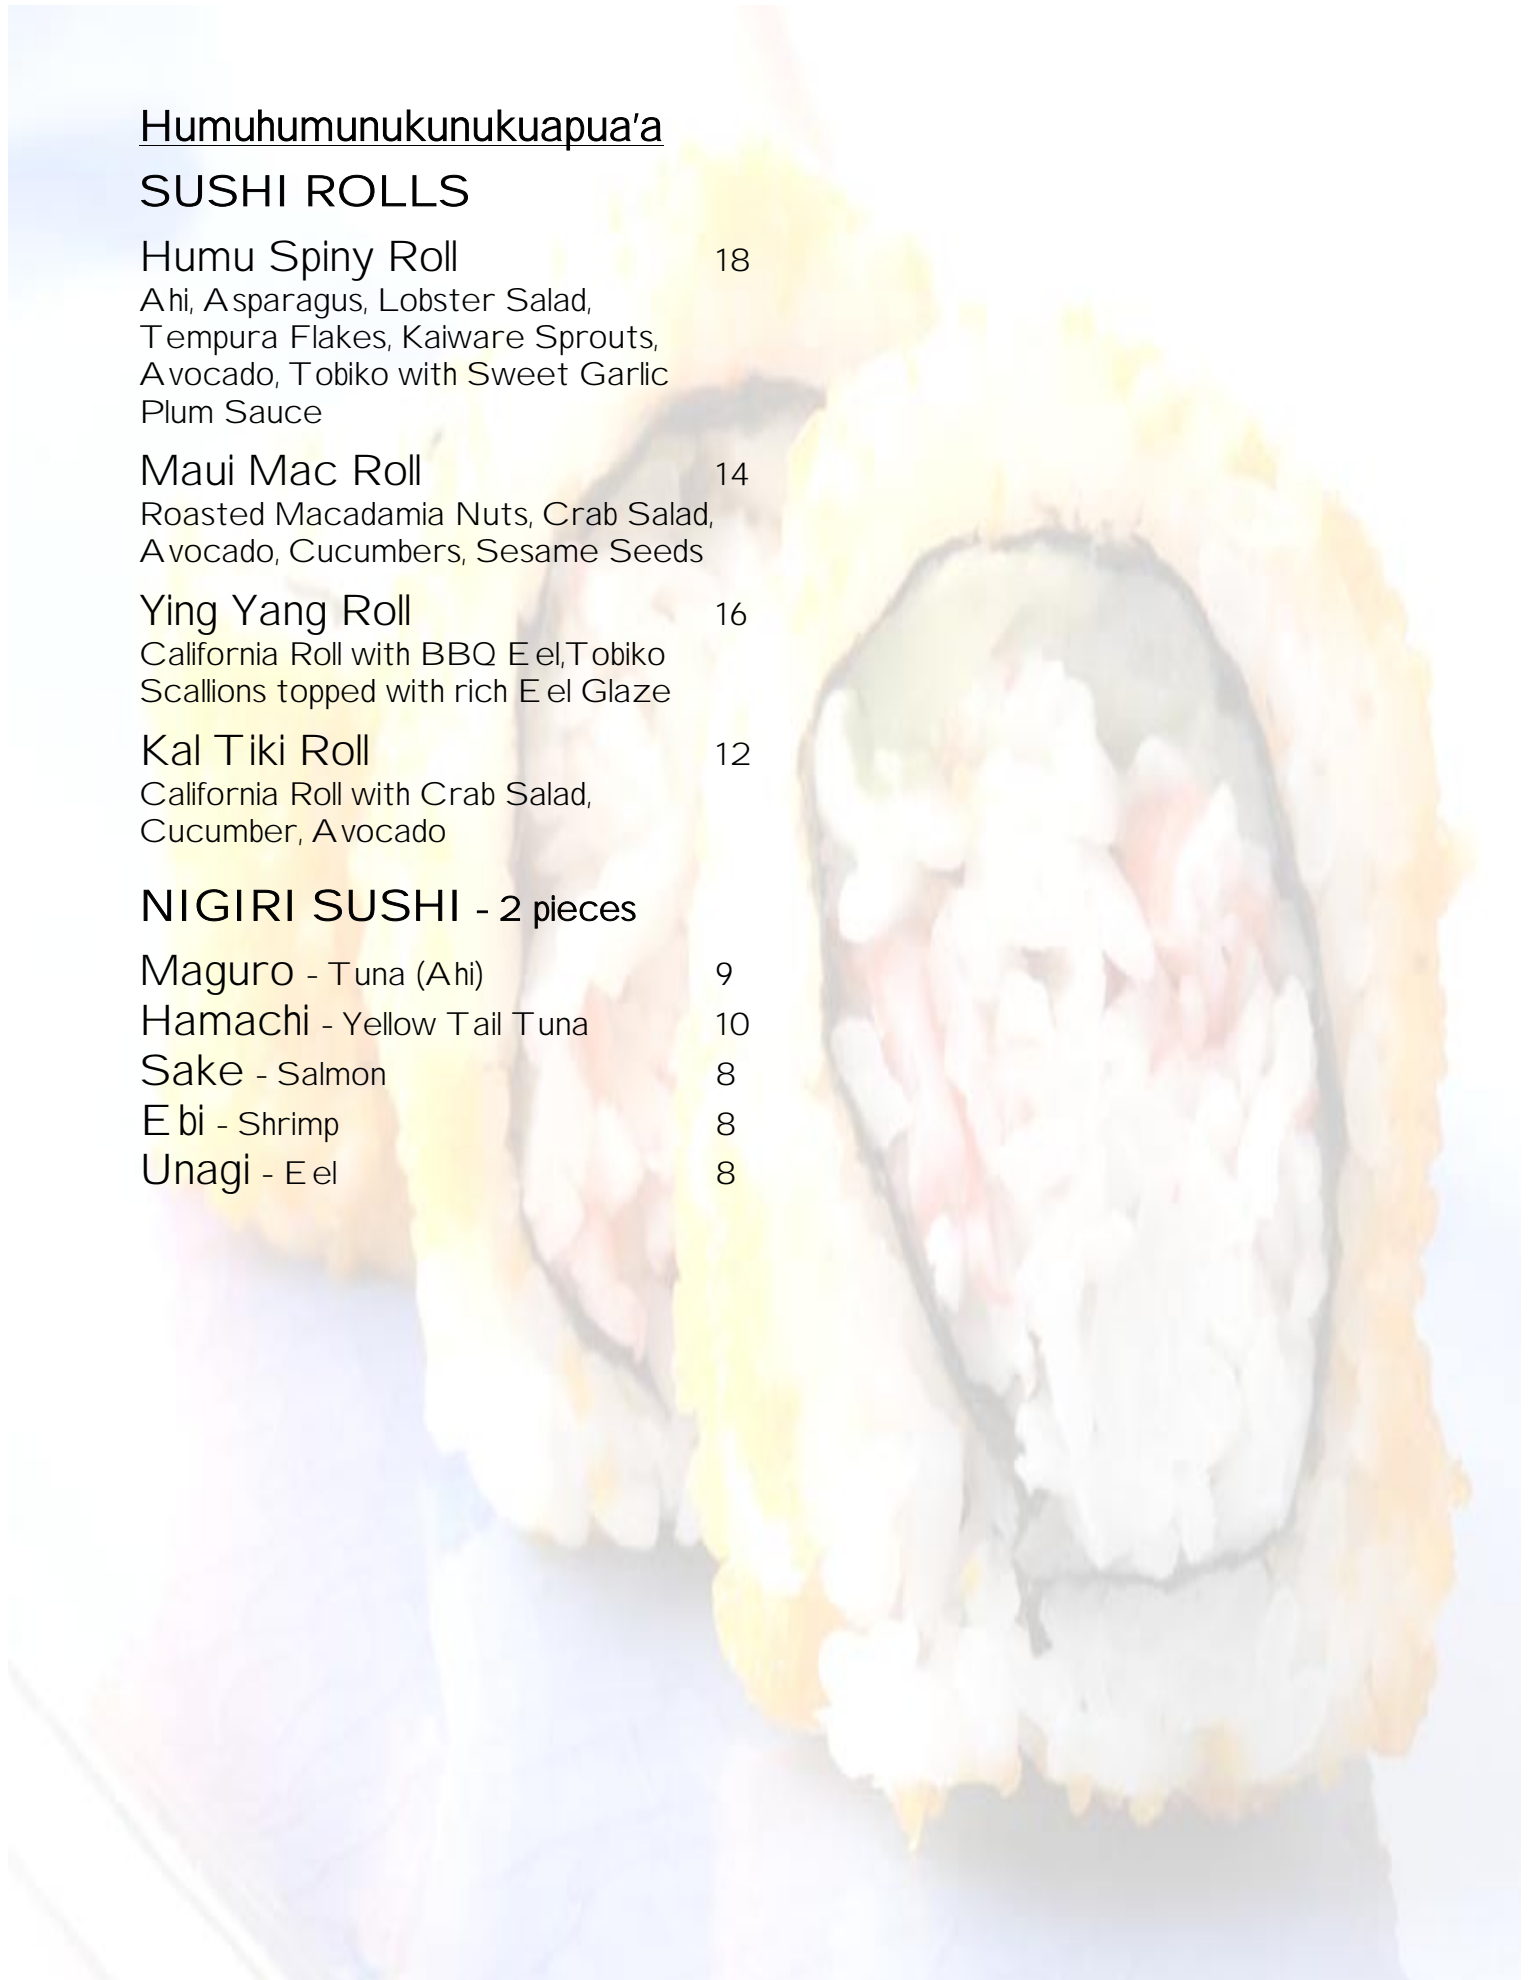 Humuhumunukunukuapua'a
SUSHI ROLLS
Humu Spiny Roll 18
Ahi, Asparagus, Lobster Salad,
Tempura Flakes, Kaiware Sprouts,
Avocado, Tobiko with Sweet Garlic
Plum Sauce
Maui Mac Roll 14
Roasted Macadamia Nuts, Crab Salad,
Avocado, Cucumbers, Sesame Seeds
Ying Yang Roll 16
California Roll with BBQ Eel,Tobiko
Scallions topped with rich Eel Glaze
Kal Tiki Roll 12
California Roll with Crab Salad,
Cucumber, Avocado
NIGIRI SUSHI - 2 pieces
Maguro - Tuna (Ahi) 9
Hamachi - Yellow Tail Tuna 10
Sake - Salmon 8
Ebi - Shrimp 8
Unagi - Eel 8